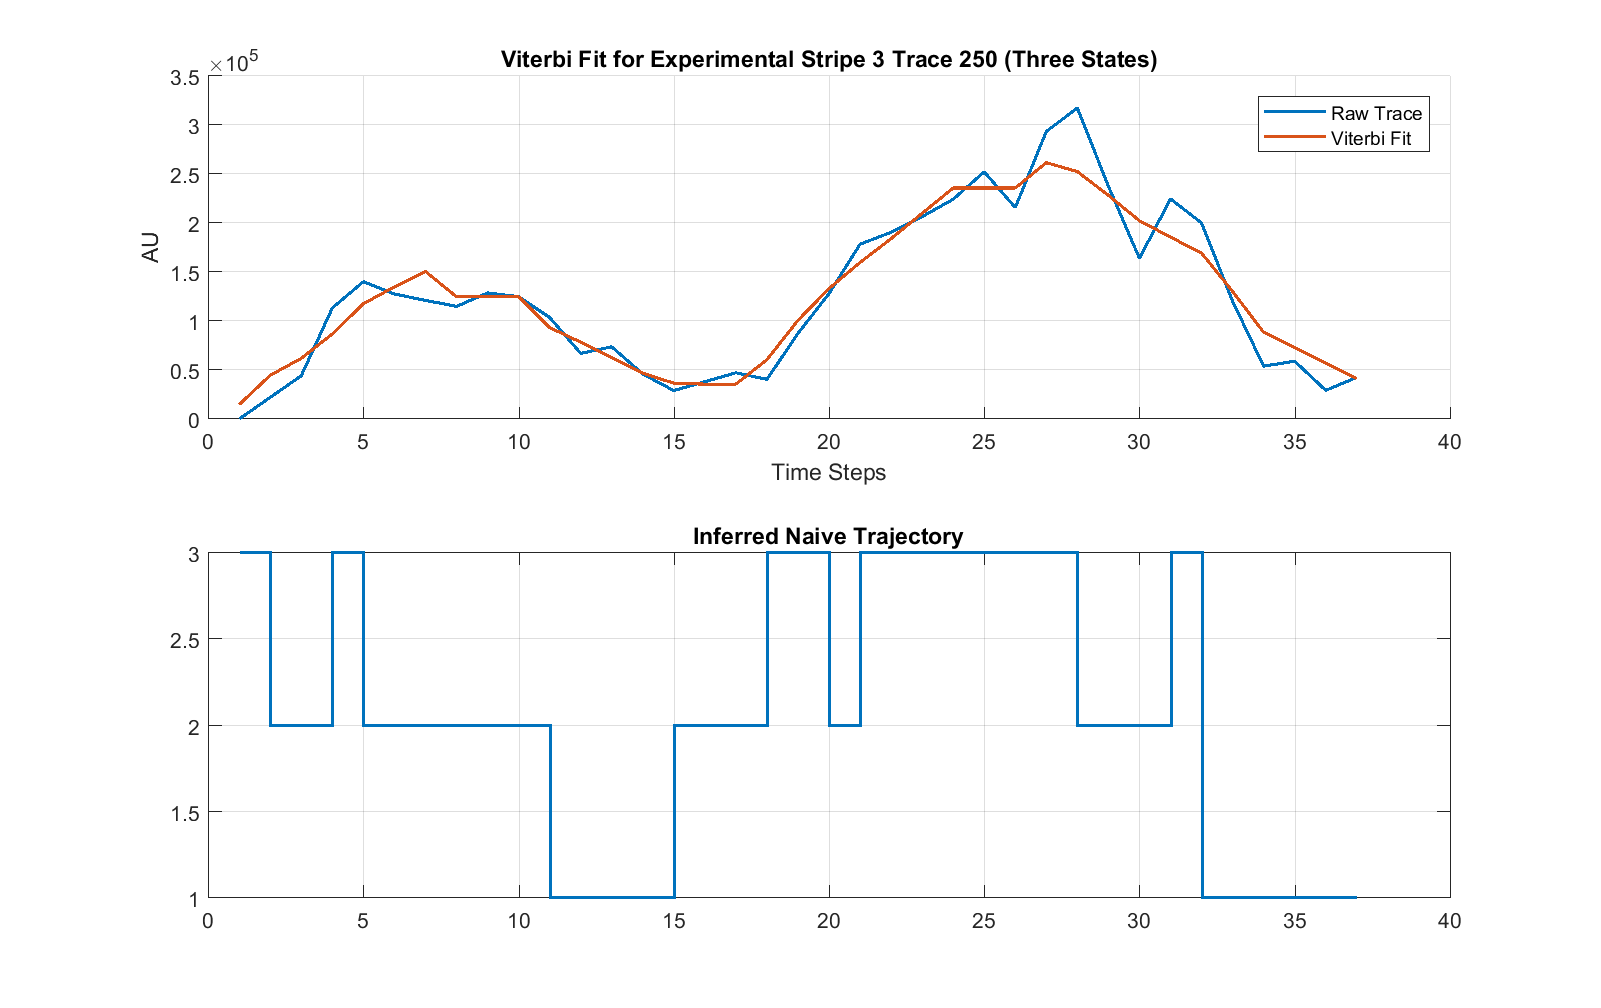 Viterbi Fit for Experimental Stripe 3 Trace 250 (Three States)
×10^5
3.5
3
2.5
2
1.5
1
0.5
0
AU
Raw Trace
Viterbi Fit
0 5 10 15 20 25 30 35 40
Time Steps
Inferred Naive Trajectory
3
2.5
2
1.5
1
0 5 10 15 20 25 30 35 40